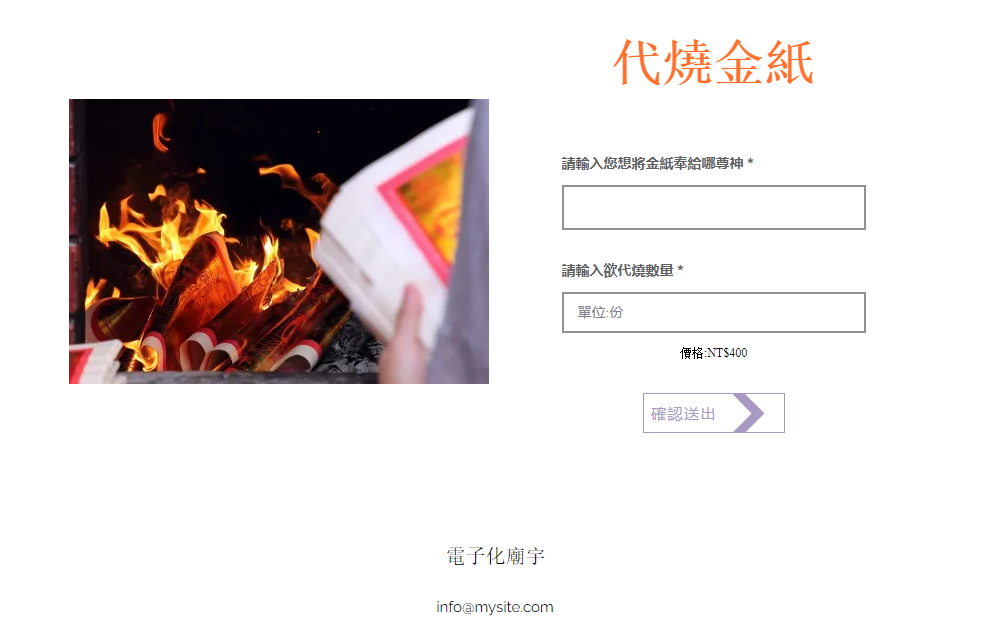 代燒金紙
請輸入您想將金紙奉給哪尊神 *
請輸入欲代燒數量 *
單位:份
價格:NT$400
確認送出
電子化廟宇
info@mysite.com